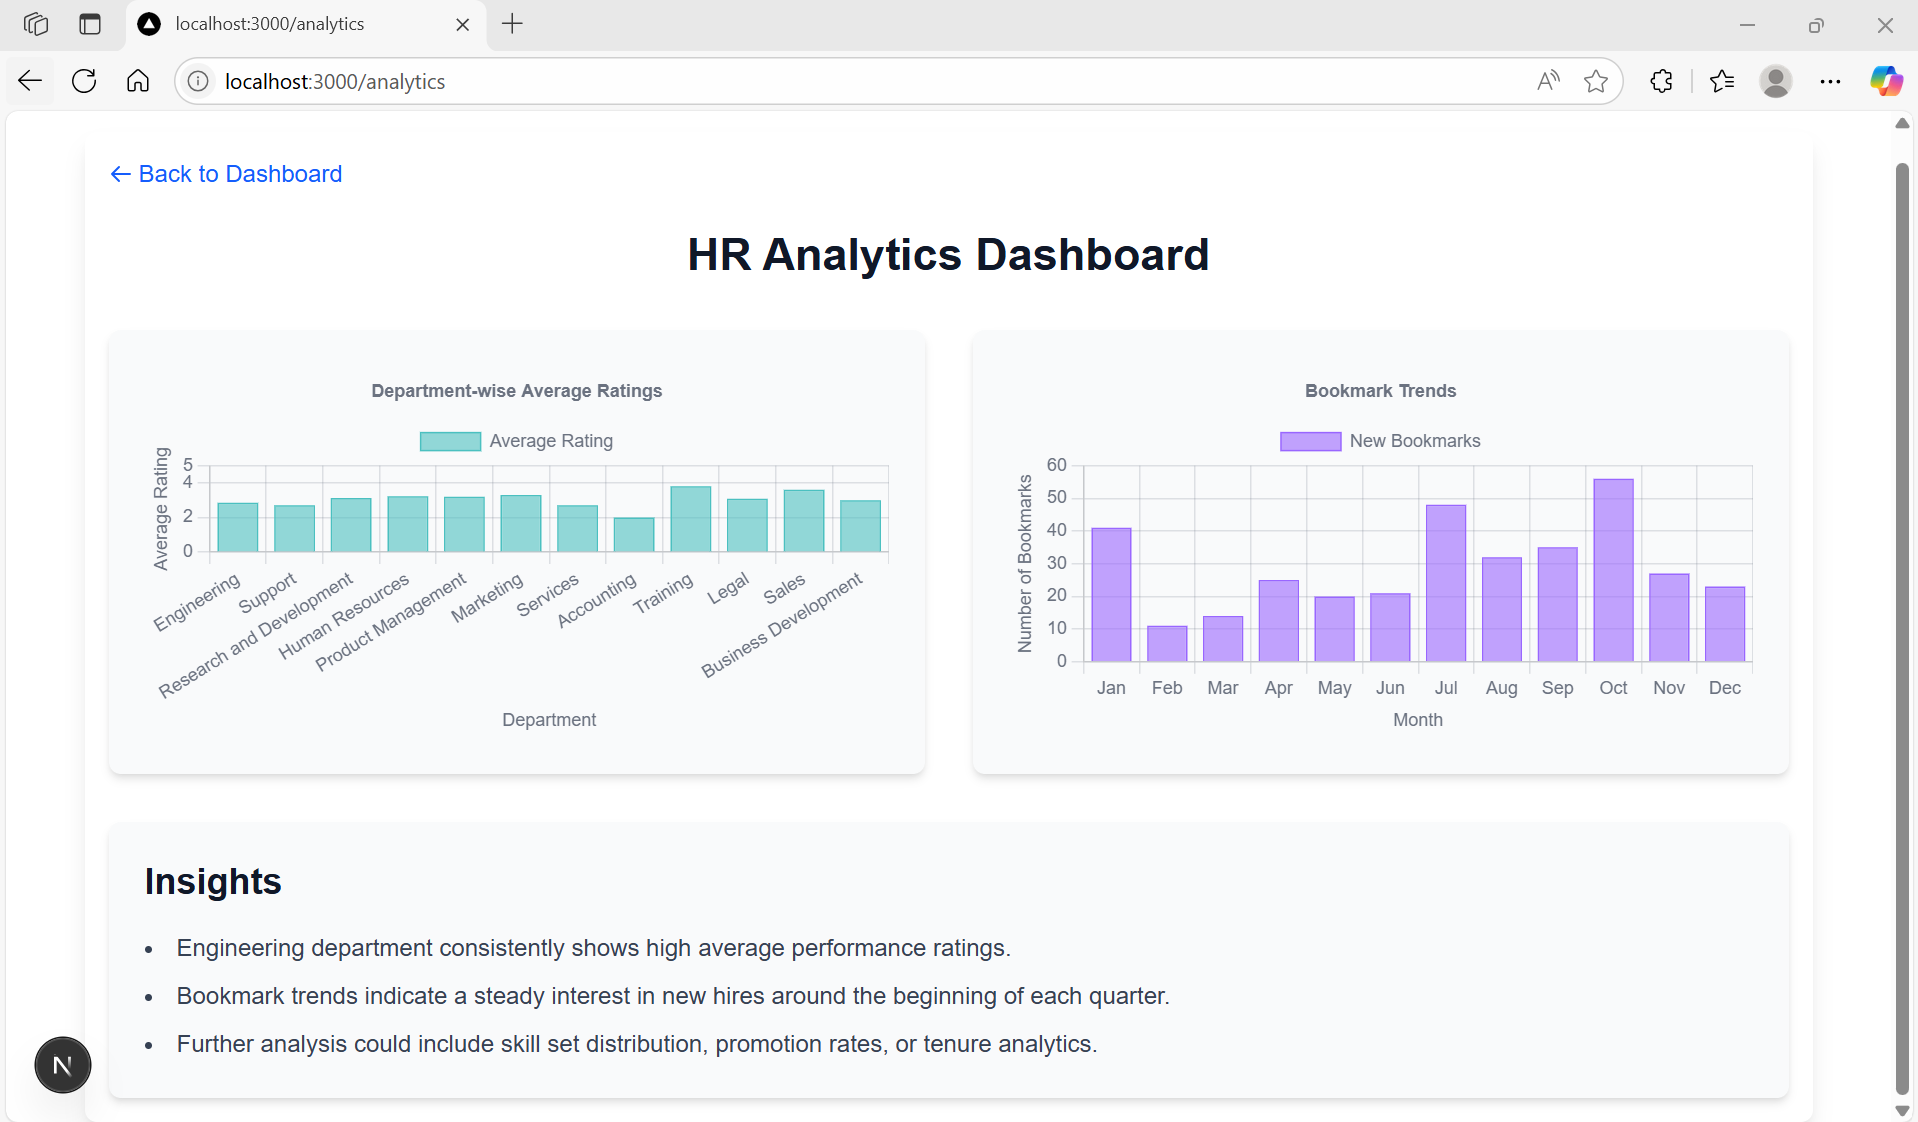 localhost:3000/analytics
localhost:3000/analytics
← Back to Dashboard
HR Analytics Dashboard
Department-wise Average Ratings
Average Rating
Average Rating
5
4
2
0
Engineering
Support
Research and Development
Human Resources
Product Management
Marketing
Services
Accounting
Training
Legal
Sales
Business Development
Department
Bookmark Trends
New Bookmarks
Number of Bookmarks
60
50
40
30
20
10
0
Jan Feb Mar Apr May Jun Jul Aug Sep Oct Nov Dec
Month
Insights
• Engineering department consistently shows high average performance ratings.
• Bookmark trends indicate a steady interest in new hires around the beginning of each quarter.
• Further analysis could include skill set distribution, promotion rates, or tenure analytics.
N